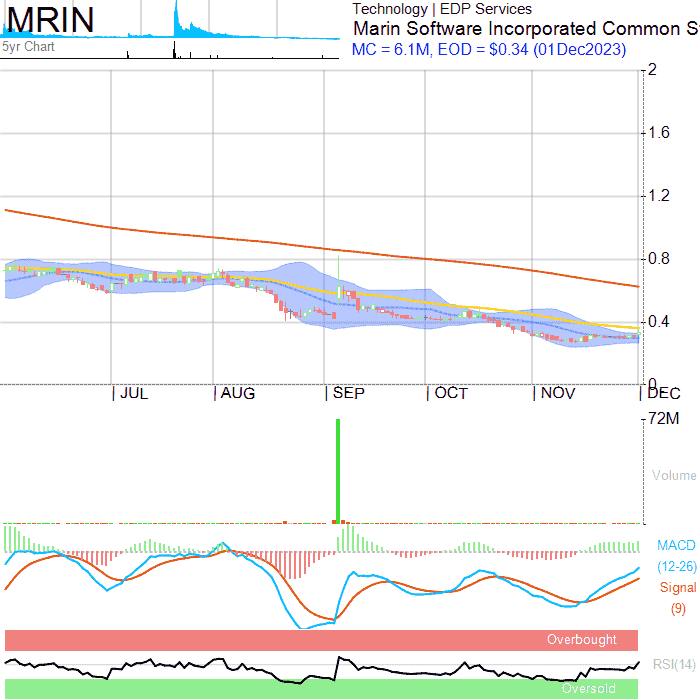 MRIN
5yr Chart
Technology | EDP Services
Marin Software Incorporated Common S
MC = 6.1M, EOD = $0.34 (01Dec2023)
2
1.6
1.2
0.8
0.4
0
JUL
AUG
SEP
OCT
NOV
DEC
72M
Volume
MACD
(12-26)
Signal
(9)
Overbought
RSI(14)
Oversold